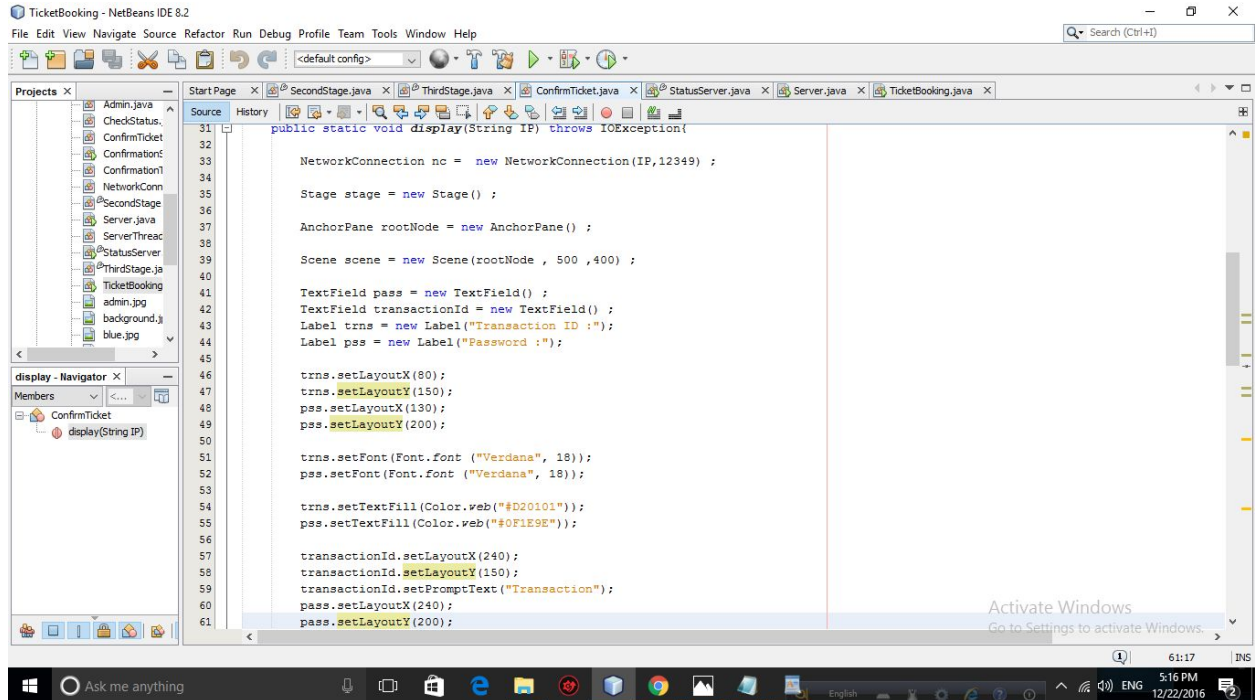 TicketBooking - NetBeans IDE 8.2
File Edit View Navigate Source Refactor Run Debug Profile Team Tools Window Help
Search (Ctrl+I)
<default config>
Projects
Start Page SecondStage.java ThirdStage.java ConfirmTicket.java StatusServer.java Server.java TicketBooking.java
Source History
Admin.java
CheckStatus.
ConfirmTicket
ConfirmationS
ConfirmationT
NetworkConn
SecondStage
Server.java
ServerThread
StatusServer
ThirdStage.ja
TicketBooking
admin.jpg
background.j
blue.jpg
display - Navigator
Members <...
ConfirmTicket
display(String IP)
31 public static void display(String IP) throws IOException{
32
33 NetworkConnection nc = new NetworkConnection(IP,12349) ;
34
35 Stage stage = new Stage() ;
36
37 AnchorPane rootNode = new AnchorPane() ;
38
39 Scene scene = new Scene(rootNode , 500 ,400) ;
40
41 TextField pass = new TextField() ;
42 TextField transactionId = new TextField() ;
43 Label trns = new Label("Transaction ID :");
44 Label pss = new Label("Password :");
45
46 trns.setLayoutX(80);
47 trns.setLayoutY(150);
48 pss.setLayoutX(130);
49 pss.setLayoutY(200);
50
51 trns.setFont(Font.font ("Verdana", 18));
52 pss.setFont(Font.font ("Verdana", 18));
53
54 trns.setTextFill(Color.web("#D20101"));
55 pss.setTextFill(Color.web("#0F1E9E"));
56
57 transactionId.setLayoutX(240);
58 transactionId.setLayoutY(150);
59 transactionId.setPromptText("Transaction");
60 pass.setLayoutX(240);
61 pass.setLayoutY(200);
Activate Windows
Go to Settings to activate Windows.
1 61:17 INS
Ask me anything
English
ENG
5:16 PM
12/22/2016